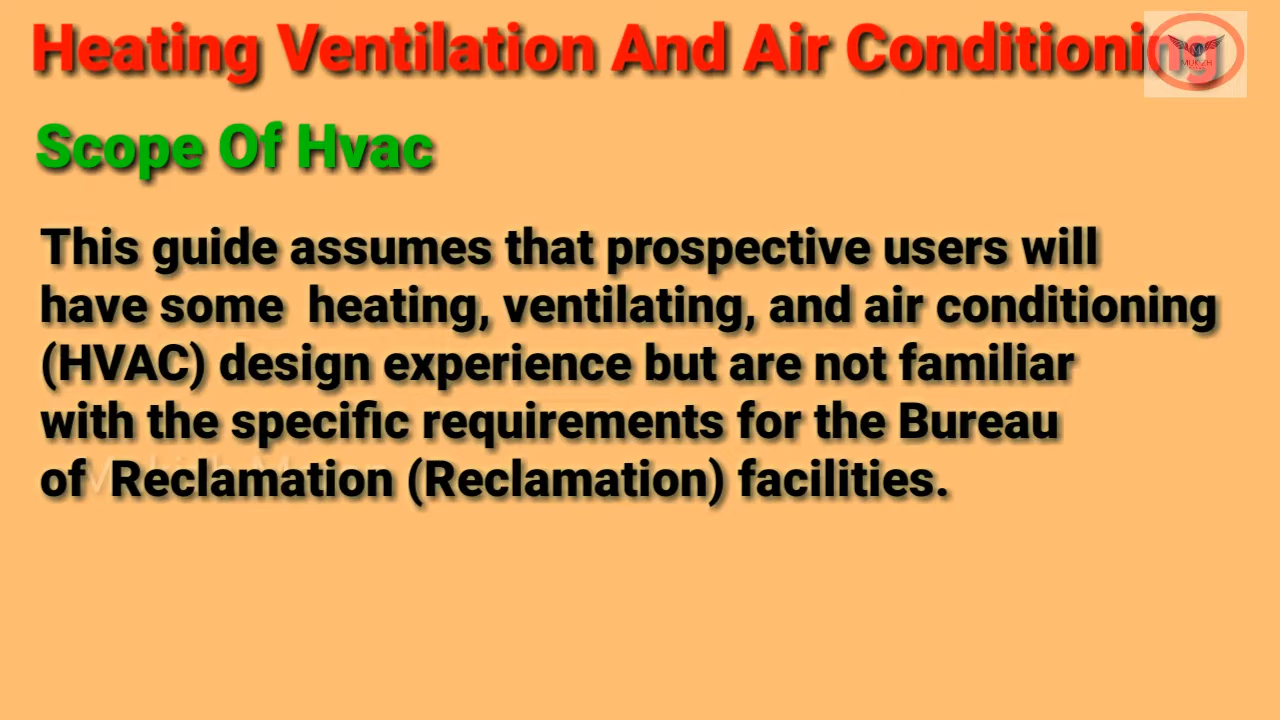 Heating Ventilation And Air Conditioning
Scope Of Hvac
This guide assumes that prospective users will
have some heating, ventilating, and air conditioning
(HVAC) design experience but are not familiar
with the specific requirements for the Bureau
of Reclamation (Reclamation) facilities.